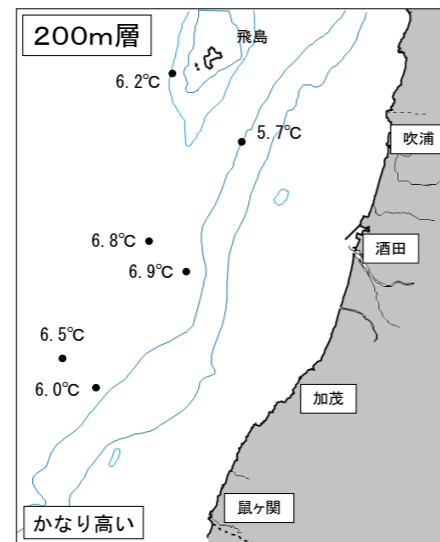 200m層
飛島
6.2℃
5.7℃
吹浦
6.8℃
酒田
6.9℃
6.5℃
6.0℃
加茂
鼠ヶ関
かなり高い